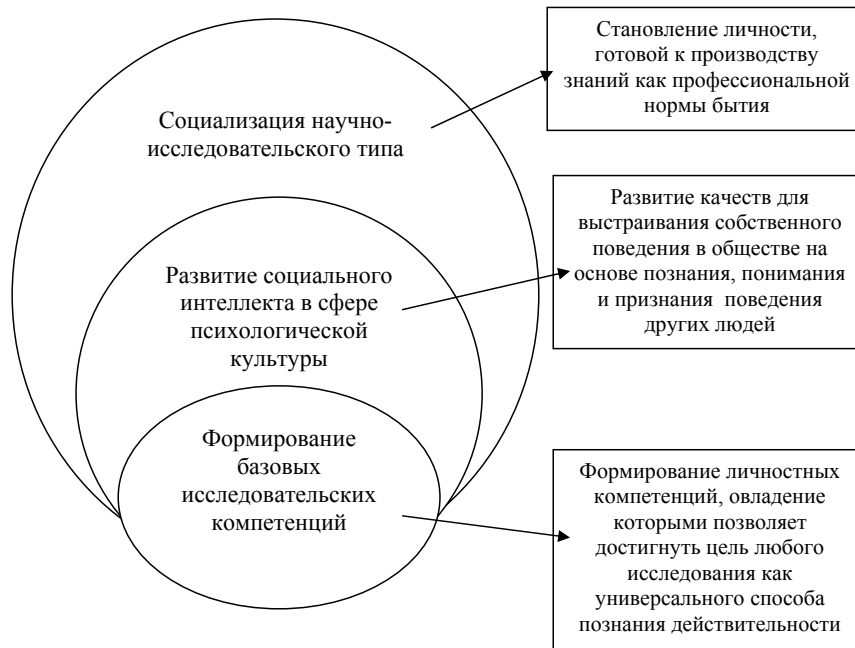 Становление личности,
готовой к производству
знаний как профессиональной
нормы бытия
Социализация научно-
исследовательского типа
Развитие качеств для
выстраивания собственного
поведения в обществе на
основе познания, понимания
и признания поведения
других людей
Развитие социального
интеллекта в сфере
психологической
культуры
Формирование
базовых
исследовательских
компетенций
Формирование личностных
компетенций, овладение
которыми позволяет
достигнуть цель любого
исследования как
универсального способа
познания действительности